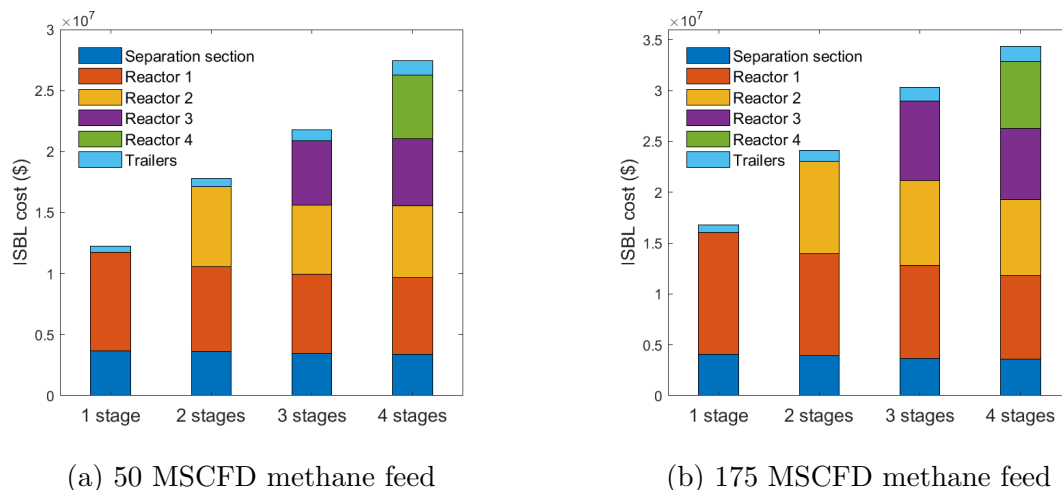 ×10⁷
3
2.5
2
1.5
1
0.5
0
ISBL cost ($)
Separation section
Reactor 1
Reactor 2
Reactor 3
Reactor 4
Trailers
1 stage 2 stages 3 stages 4 stages
(a) 50 MSCFD methane feed
×10⁷
3.5
3
2.5
2
1.5
1
0.5
0
ISBL cost ($)
Separation section
Reactor 1
Reactor 2
Reactor 3
Reactor 4
Trailers
1 stage 2 stages 3 stages 4 stages
(b) 175 MSCFD methane feed